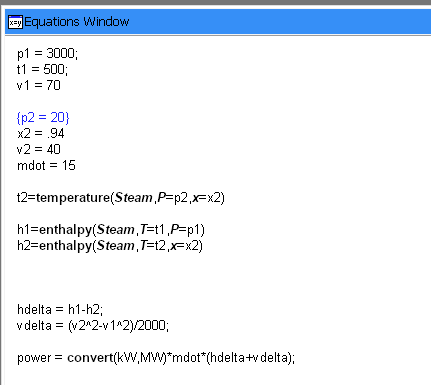 x=y Equations Window
p1 = 3000;
t1 = 500;
v1 = 70
{p2 = 20}
x2 = .94
v2 = 40
mdot = 15
t2=temperature(Steam,P=p2,x=x2)
h1=enthalpy(Steam,T=t1,P=p1)
h2=enthalpy(Steam,T=t2,x=x2)
hdelta = h1-h2;
vdelta = (v2^2-v1^2)/2000;
power = convert(kW,MW)*mdot*(hdelta+vdelta);